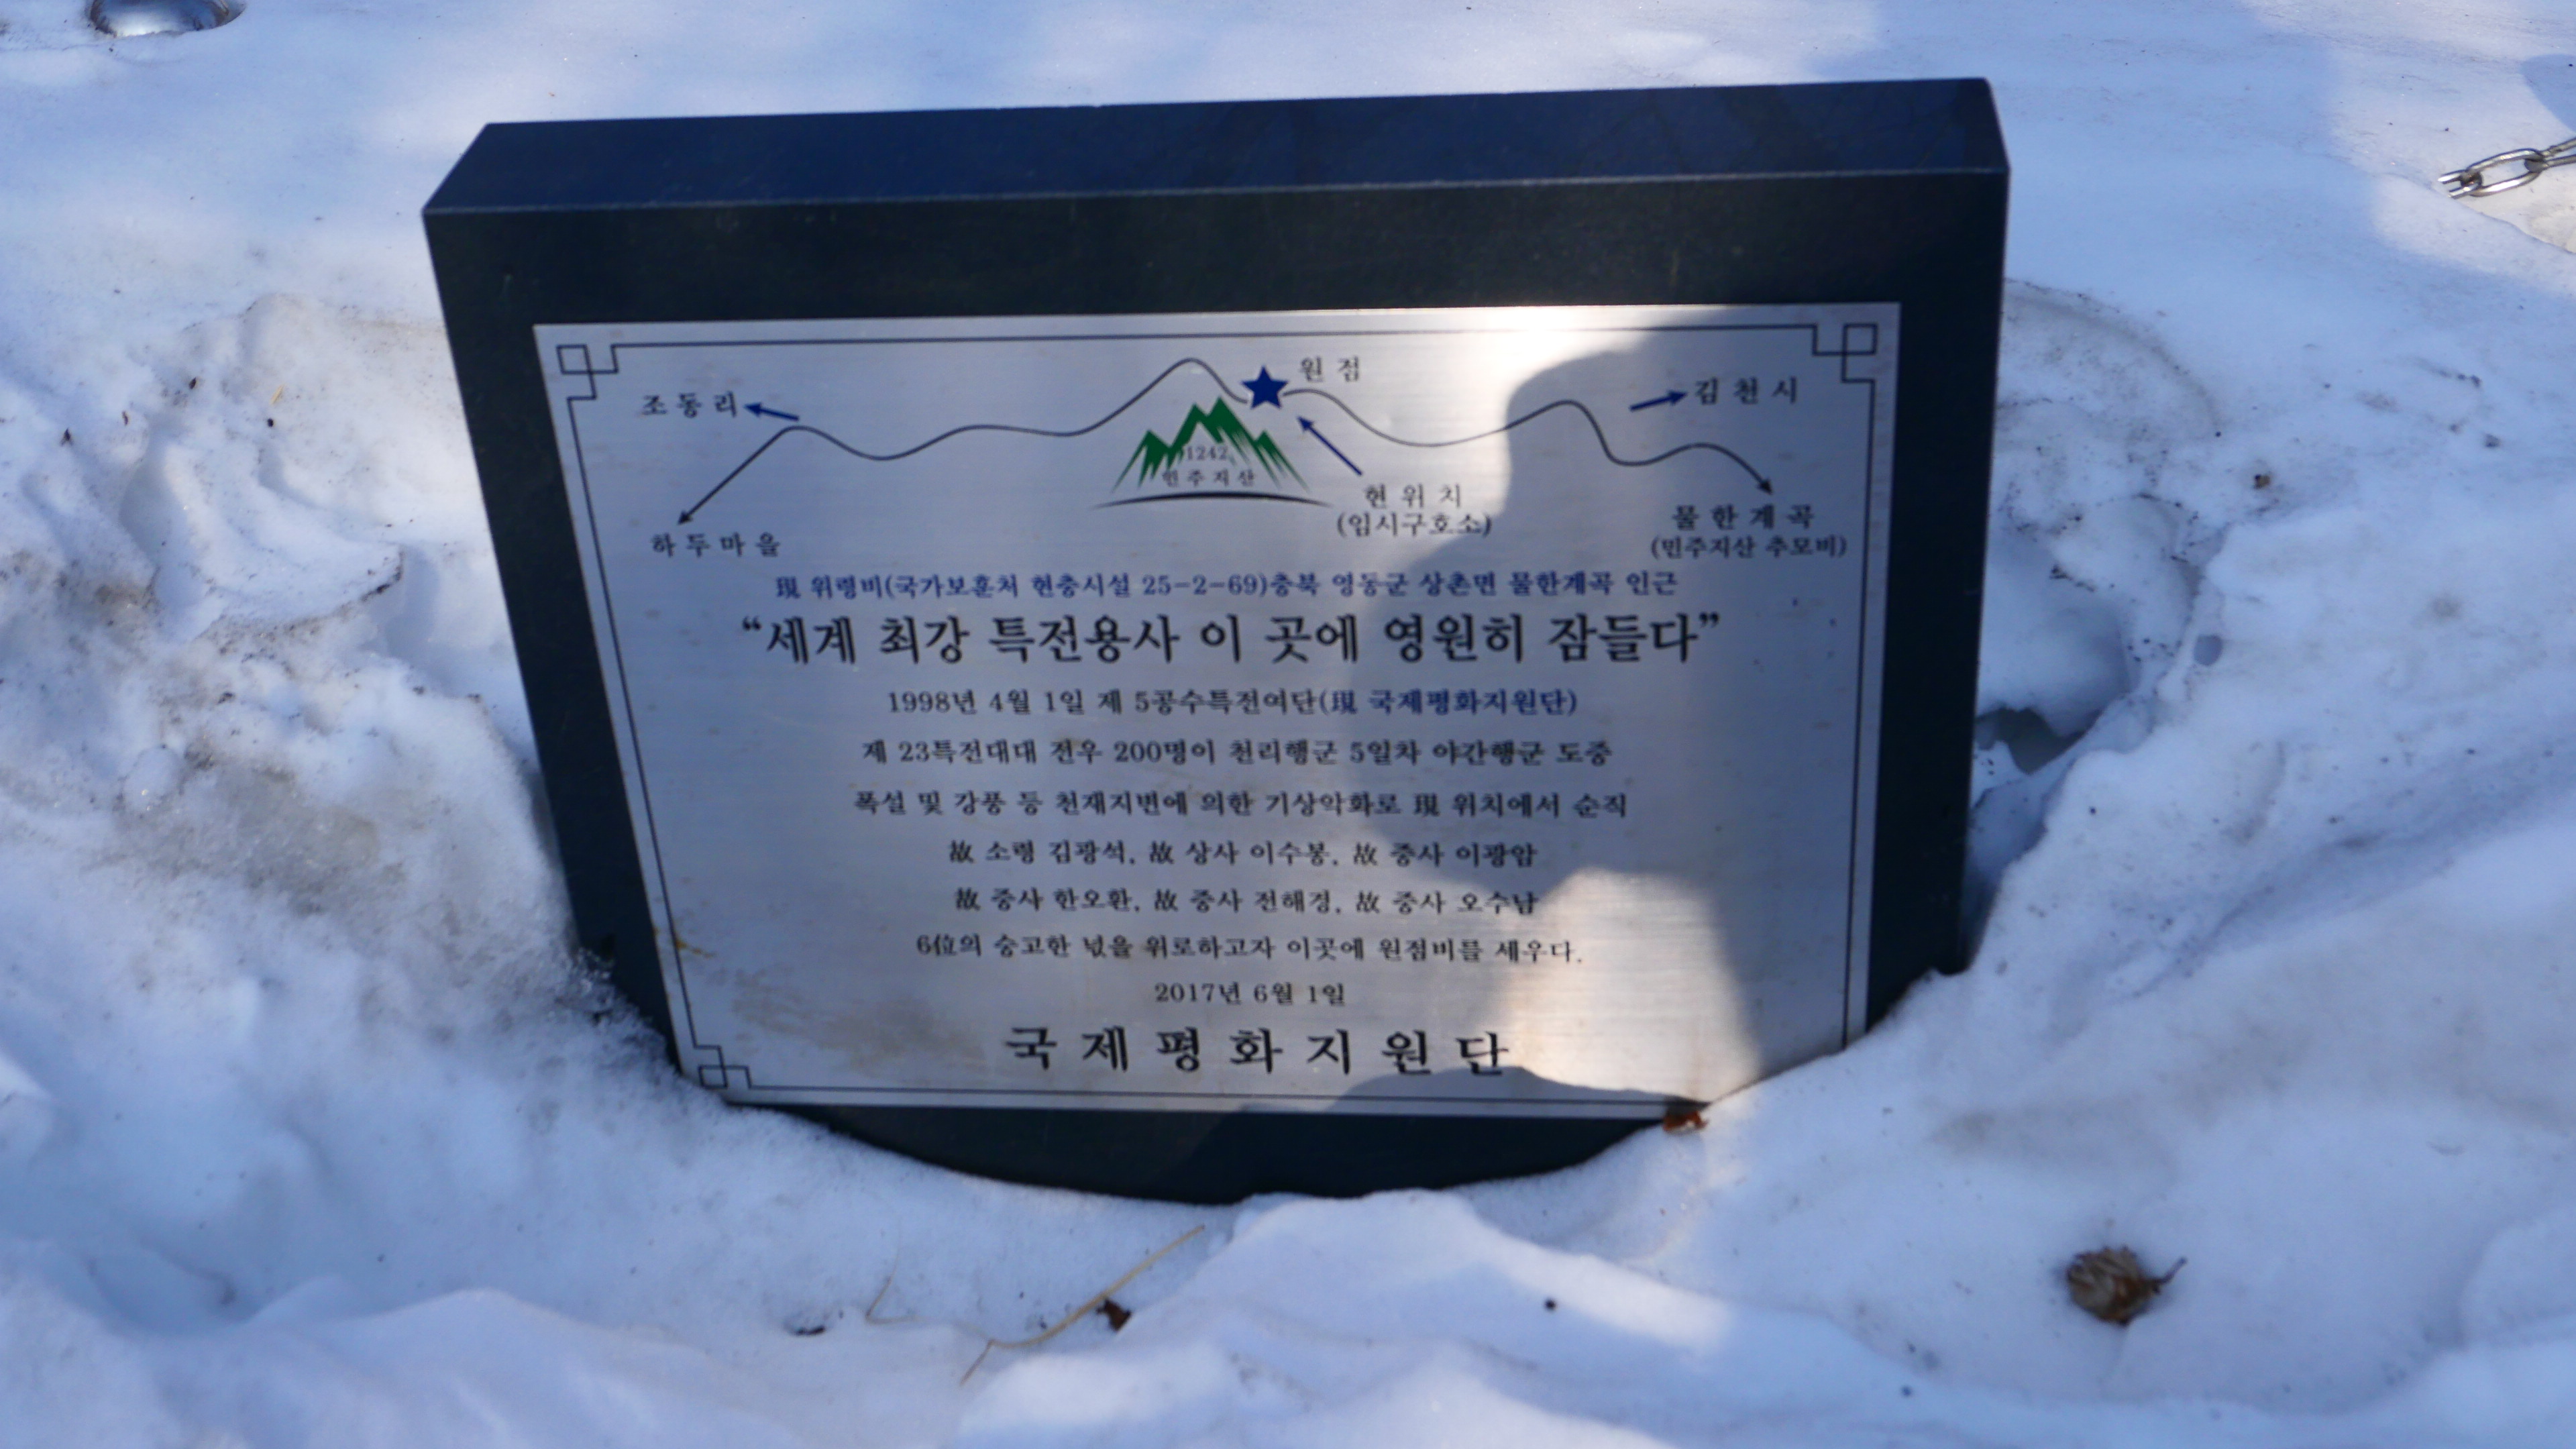 원 점
조 동 리
김 천 시
1242
민 주 지 산
현 위 치
(임시구호소)
하 두 마 을
물 한 계 곡
(민주지산 추모비)
現 위령비(국가보훈처 현충시설 25-2-69)충북 영동군 상촌면 물한계곡 인근
“세계 최강 특전용사 이 곳에 영원히 잠들다”
1998년 4월 1일 제 5공수특전여단(現 국제평화지원단)
제 23특전대대 전우 200명이 천리행군 5일차 야간행군 도중
폭설 및 강풍 등 천재지변에 의한 기상악화로 現 위치에서 순직
故 소령 김광석, 故 상사 이수봉, 故 중사 이광암
故 중사 한오환, 故 중사 전해경, 故 중사 오수남
6位의 숭고한 넋을 위로하고자 이곳에 원점비를 세우다.
2017년 6월 1일
국 제 평 화 지 원 단